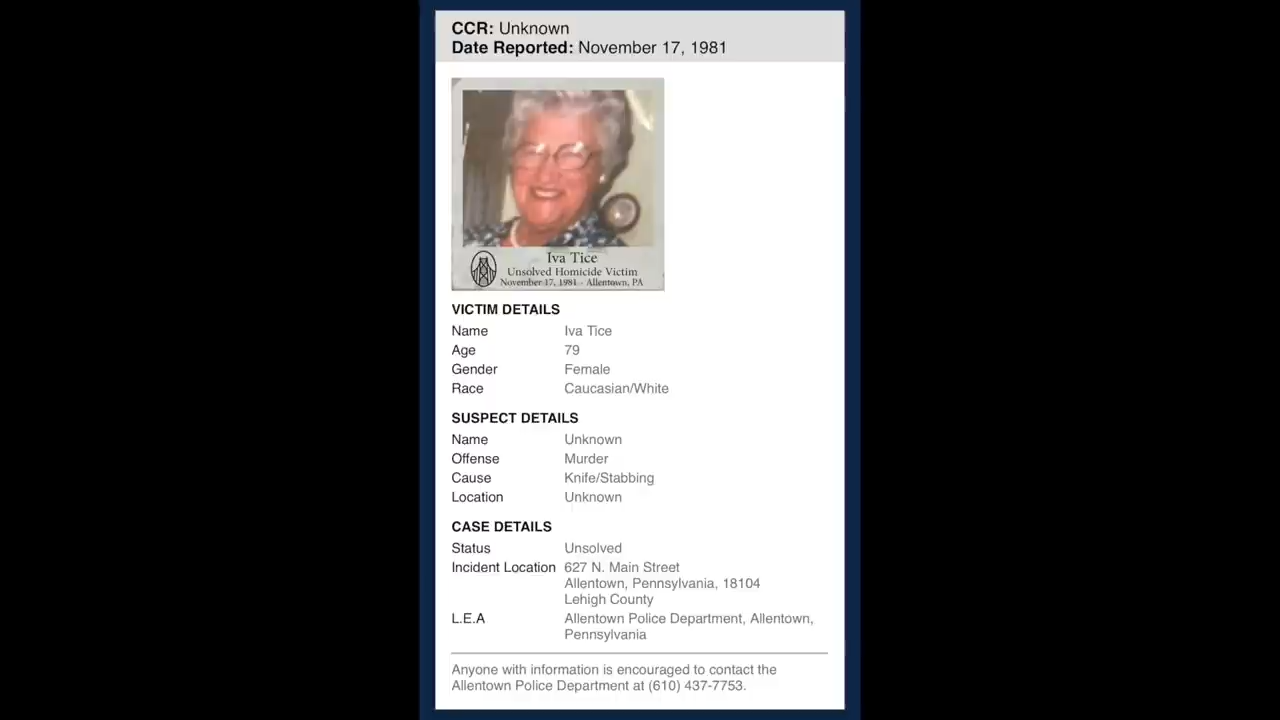 CCR: Unknown
Date Reported: November 17, 1981
Iva Tice
Unsolved Homicide Victim
November 17, 1981 - Allentown, PA
VICTIM DETAILS
Name Iva Tice
Age 79
Gender Female
Race Caucasian/White
SUSPECT DETAILS
Name Unknown
Offense Murder
Cause Knife/Stabbing
Location Unknown
CASE DETAILS
Status Unsolved
Incident Location 627 N. Main Street
Allentown, Pennsylvania, 18104
Lehigh County
L.E.A Allentown Police Department, Allentown,
Pennsylvania
Anyone with information is encouraged to contact the
Allentown Police Department at (610) 437-7753.